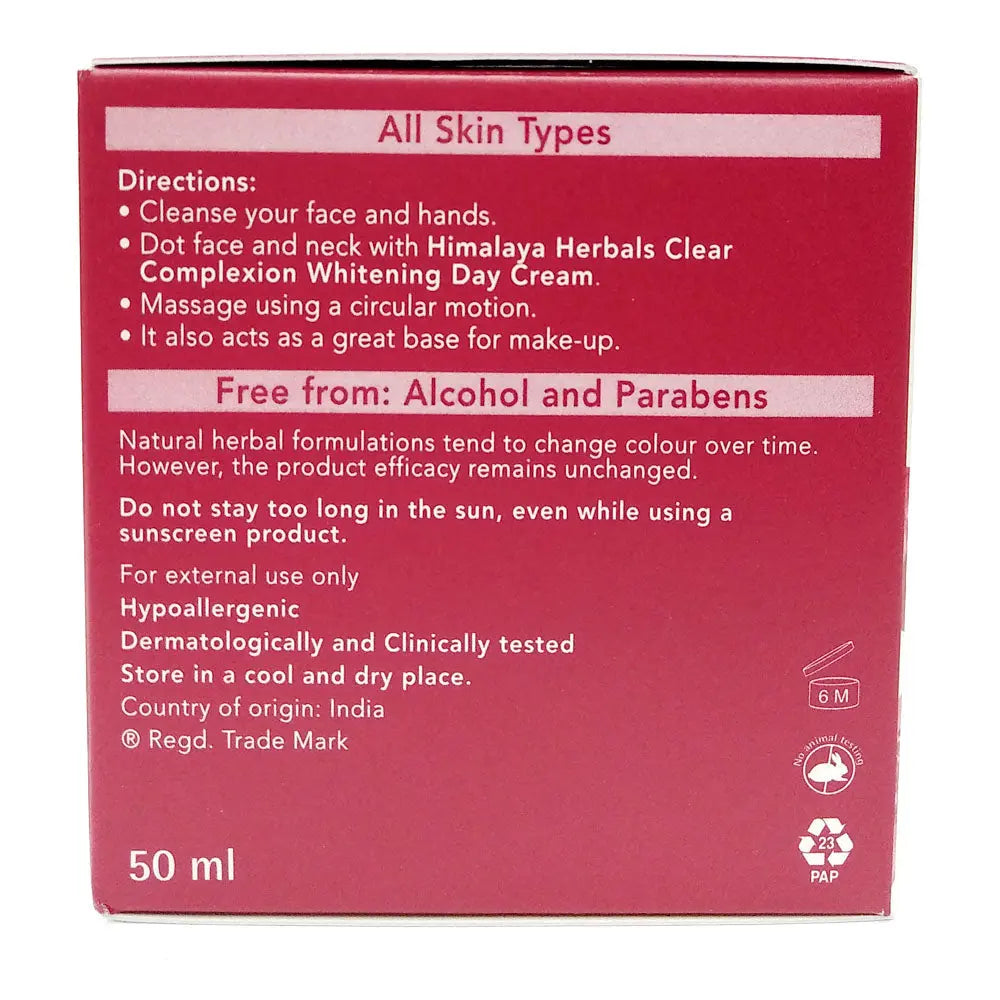 All Skin Types
Directions:
• Cleanse your face and hands.
• Dot face and neck with Himalaya Herbals Clear
Complexion Whitening Day Cream.
• Massage using a circular motion.
• It also acts as a great base for make-up.
Free from: Alcohol and Parabens
Natural herbal formulations tend to change colour over time.
However, the product efficacy remains unchanged.
Do not stay too long in the sun, even while using a
sunscreen product.
For external use only
Hypoallergenic
Dermatologically and Clinically tested
Store in a cool and dry place.
Country of origin: India
® Regd. Trade Mark
6 M
No animal testing
23
PAP
50 ml